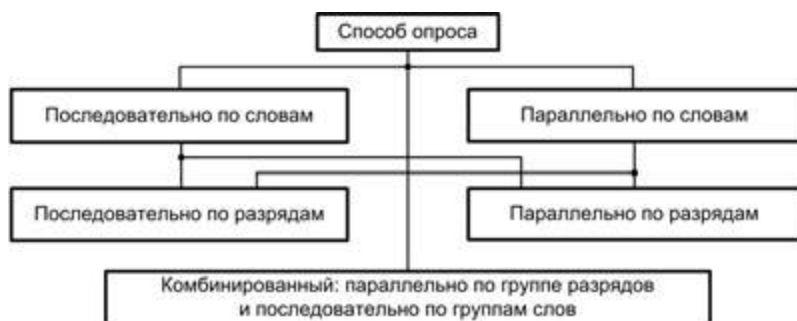 Способ опроса
Последовательно по словам
Параллельно по словам
Последовательно по разрядам
Параллельно по разрядам
Комбинированный: параллельно по группе разрядов
и последовательно по группам слов